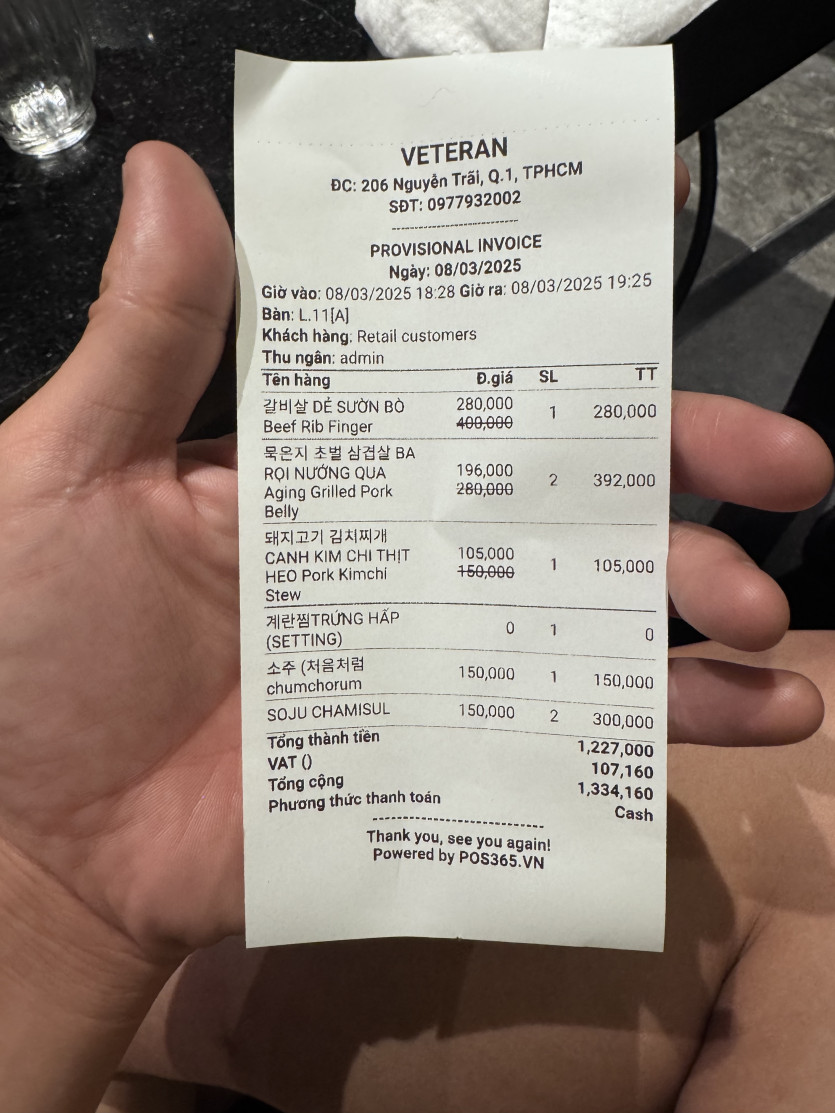 VETERAN
ĐC: 206 Nguyễn Trãi, Q.1, TPHCM
SĐT: 0977932002
PROVISIONAL INVOICE
Ngày: 08/03/2025
Giờ vào: 08/03/2025 18:28 Giờ ra: 08/03/2025 19:25
Bàn: L.11[A]
Khách hàng: Retail customers
Thu ngân: admin
Tên hàng Đ.giá SL TT
갈비살 DẺ SƯỜN BÒ 280,000 1 280,000
Beef Rib Finger 400,000
묵은지 초벌 삼겹살 BA
RỌI NƯỚNG QUA 196,000 2 392,000
Aging Grilled Pork 280,000
Belly
돼지고기 김치찌개
CANH KIM CHI THỊT 105,000 1 105,000
HEO Pork Kimchi 150,000
Stew
계란찜TRỨNG HẤP 0 1 0
(SETTING)
소주 (처음처럼 150,000 1 150,000
chumchorum
SOJU CHAMISUL 150,000 2 300,000
Tổng thành tiền 1,227,000
VAT () 107,160
Tổng cộng 1,334,160
Phương thức thanh toán Cash
Thank you, see you again!
Powered by POS365.VN